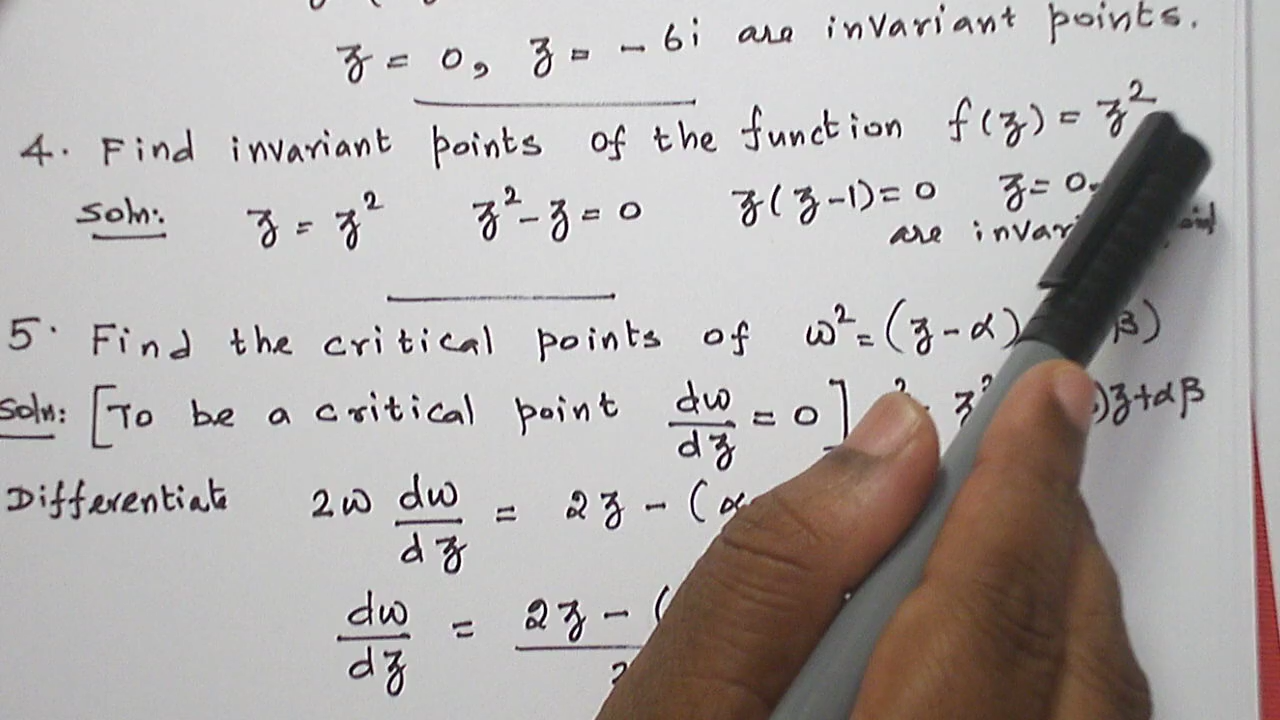 z = 0, z = - 6i are invariant points.
4. Find invariant points of the function f(z) = z²
Soln: z = z² z² - z = 0 z(z-1) = 0 z = 0
are
5. Find the critical points of ω² = (z - α) β)
Soln: [To be a critical point dω/dz = 0] )z + αβ
Differentiate 2ω dω/dz = 2z - (α
dω/dz = 2z - (